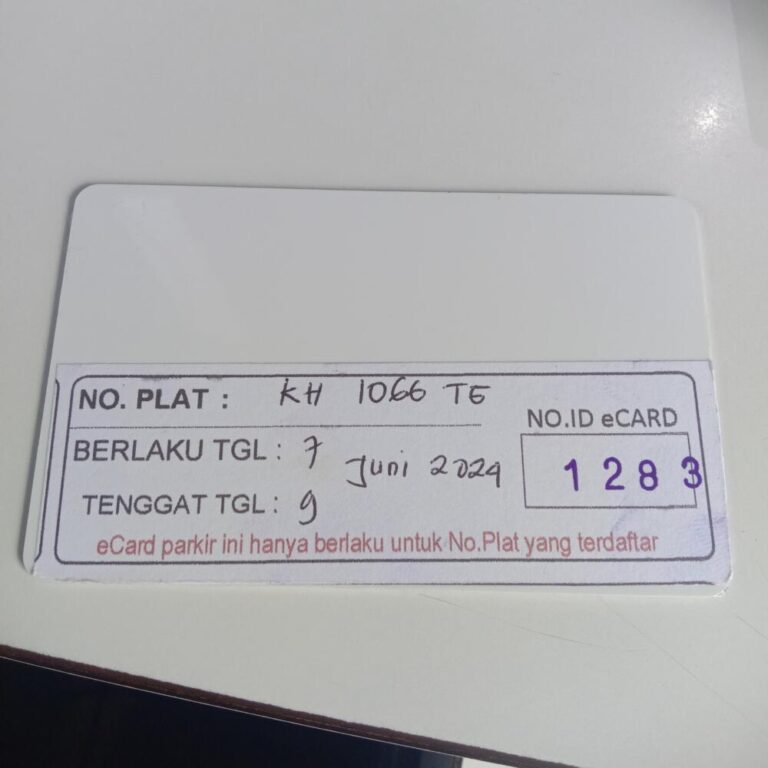 NO. PLAT : KH 1066 TE
NO.ID eCARD
BERLAKU TGL : 7 Juni 2024
1283
TENGGAT TGL : 9
eCard parkir ini hanya berlaku untuk No.Plat yang terdaftar